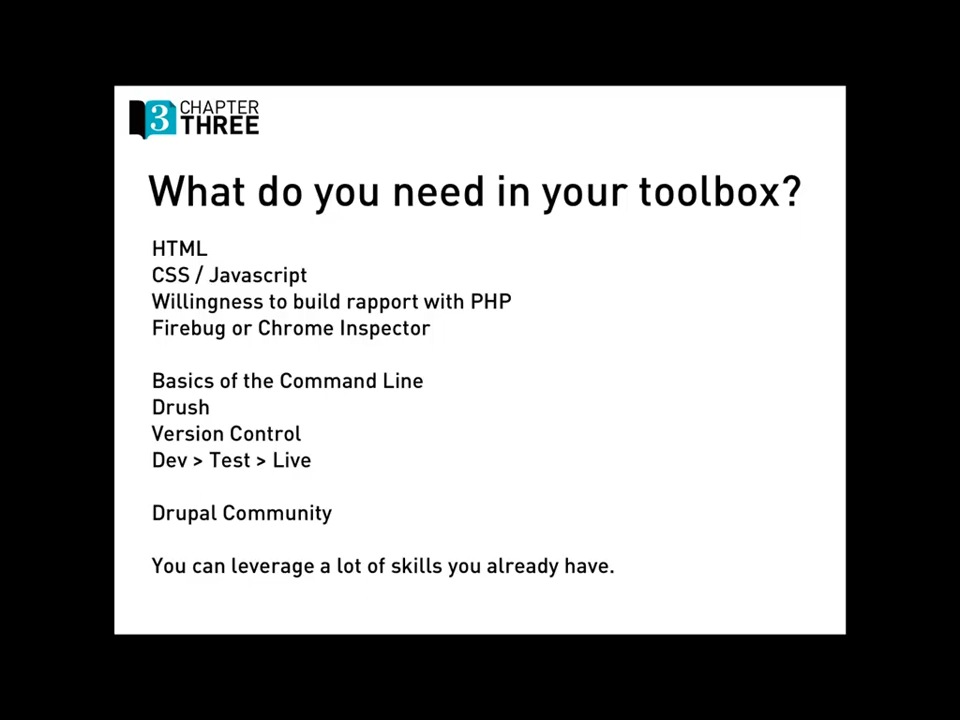 3 CHAPTER
THREE
What do you need in your toolbox?
HTML
CSS / Javascript
Willingness to build rapport with PHP
Firebug or Chrome Inspector
Basics of the Command Line
Drush
Version Control
Dev > Test > Live
Drupal Community
You can leverage a lot of skills you already have.